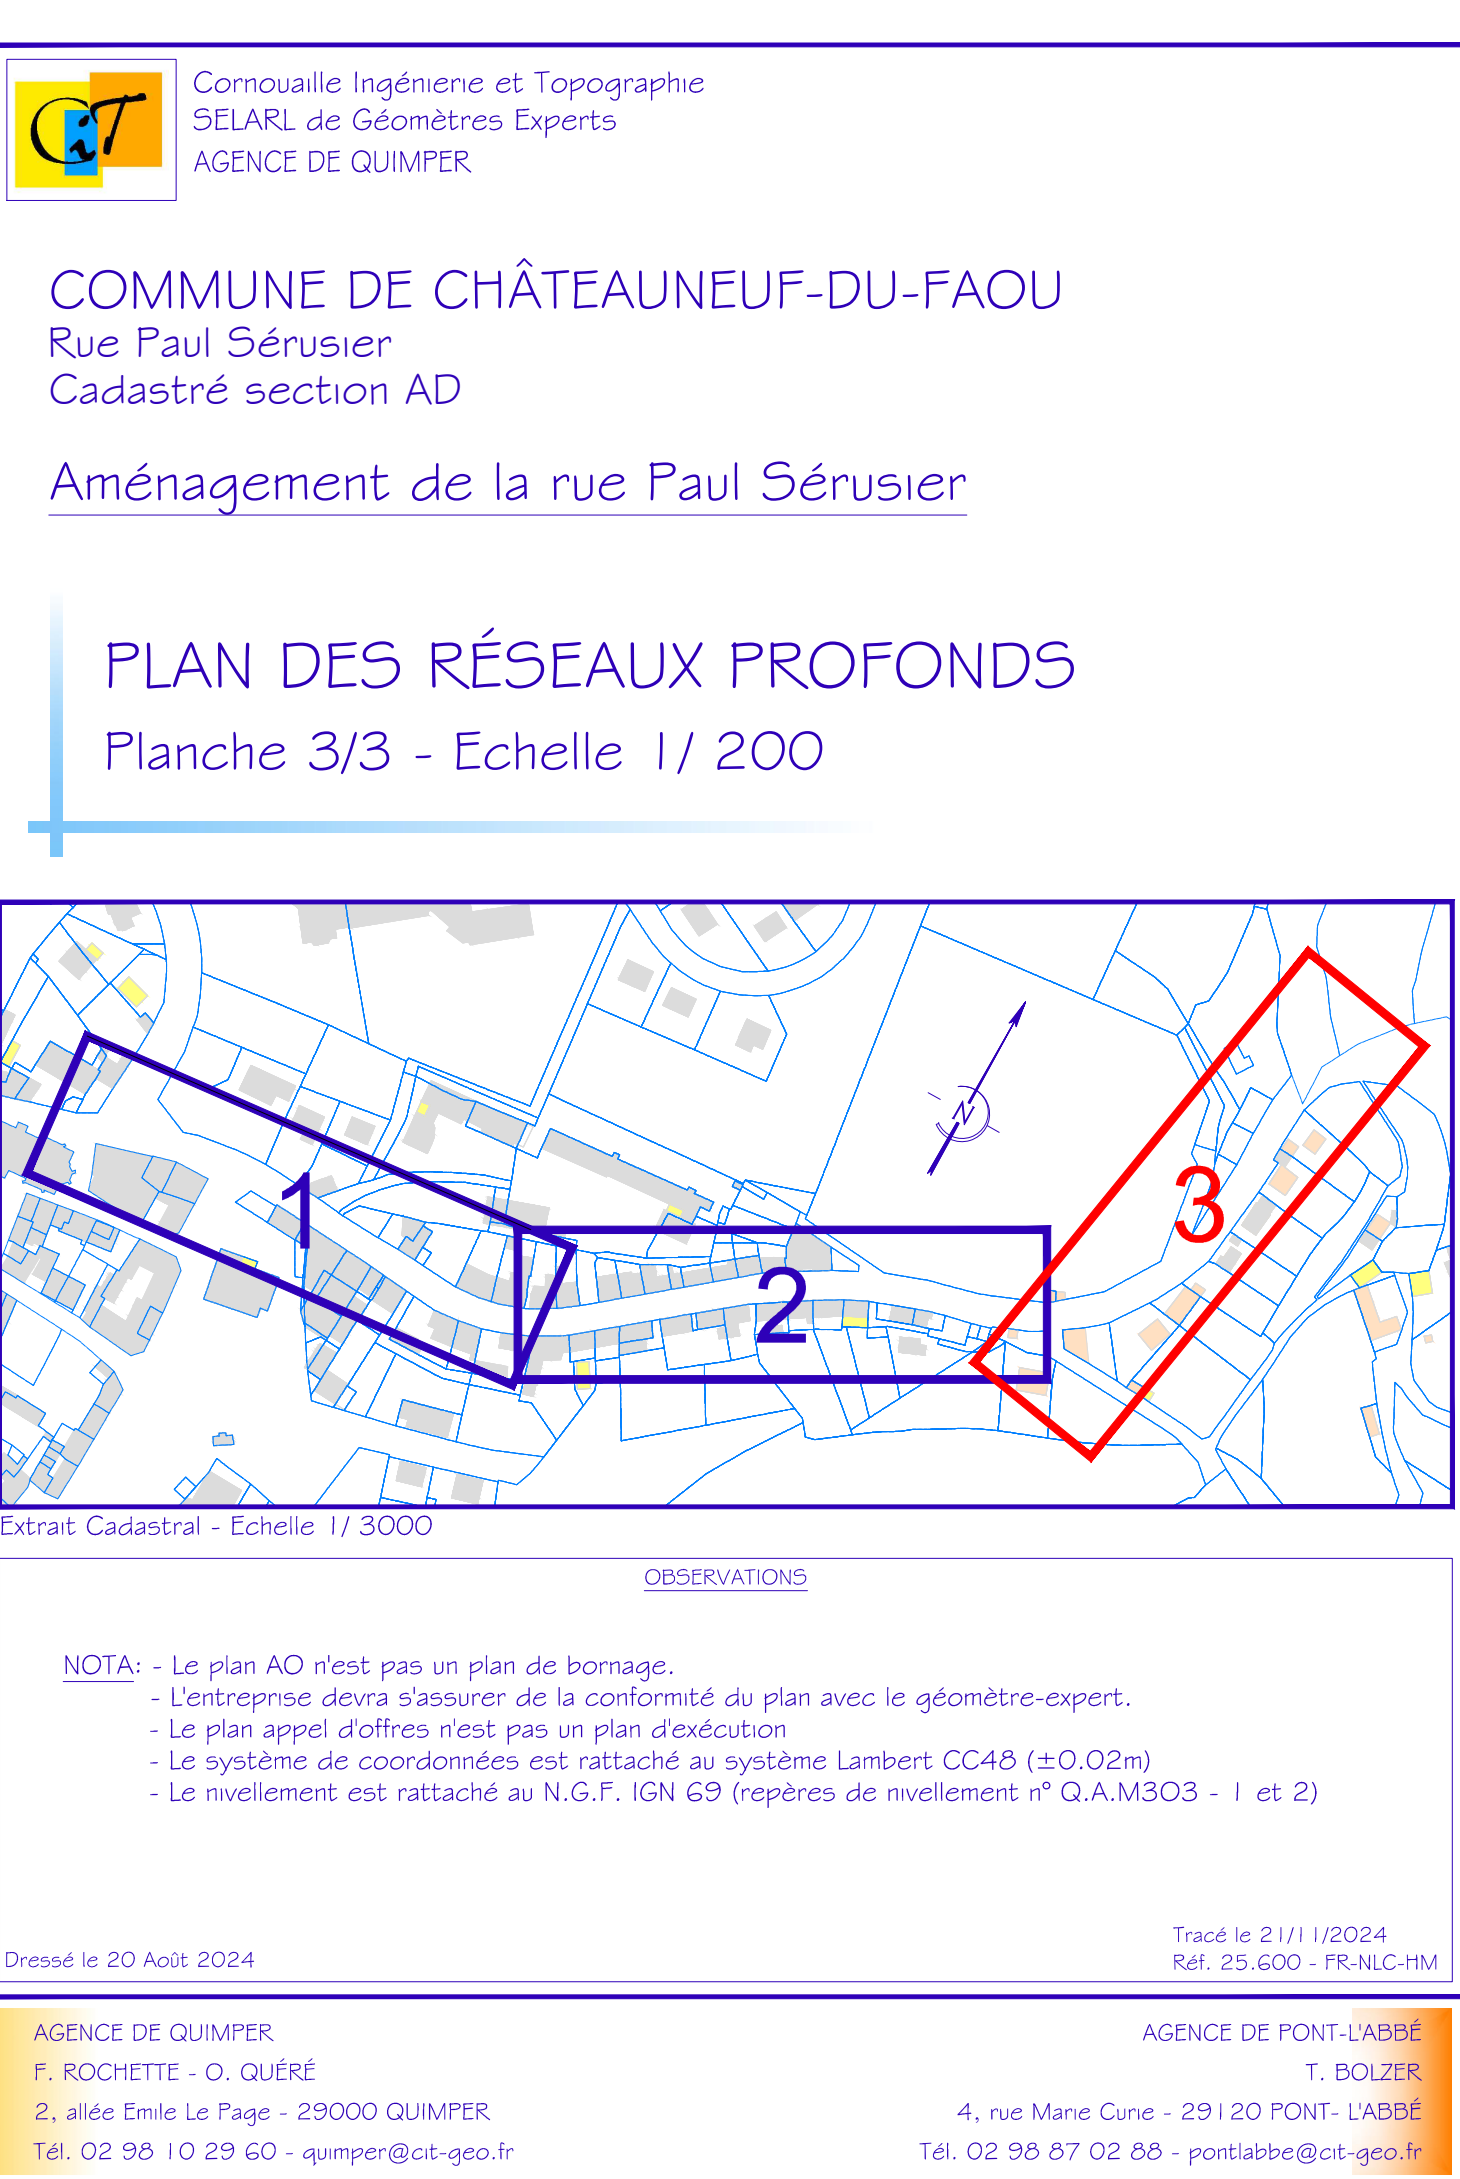 CiT
Cornouaille Ingénierie et Topographie
SELARL de Géomètres Experts
AGENCE DE QUIMPER
COMMUNE DE CHÂTEAUNEUF-DU-FAOU
Rue Paul Sérusier
Cadastré section AD
Aménagement de la rue Paul Sérusier
PLAN DES RÉSEAUX PROFONDS
Planche 3/3 - Echelle 1/ 200
N
1
2
3
Extrait Cadastral - Echelle 1/ 3000
OBSERVATIONS
NOTA: - Le plan AO n'est pas un plan de bornage.
- L'entreprise devra s'assurer de la conformité du plan avec le géomètre-expert.
- Le plan appel d'offres n'est pas un plan d'exécution
- Le système de coordonnées est rattaché au système Lambert CC48 (±0.02m)
- Le nivellement est rattaché au N.G.F. IGN 69 (repères de nivellement n° Q.A.M3O3 - 1 et 2)
Tracé le 21/11/2024
Dressé le 20 Août 2024
Réf. 25.600 - FR-NLC-HM
AGENCE DE QUIMPER
F. ROCHETTE - O. QUÉRÉ
2, allée Emile Le Page - 29000 QUIMPER
Tél. 02 98 10 29 60 - quimper@cit-geo.fr
AGENCE DE PONT-L'ABBÉ
T. BOLZER
4, rue Marie Curie - 29120 PONT- L'ABBÉ
Tél. 02 98 87 02 88 - pontlabbe@cit-geo.fr